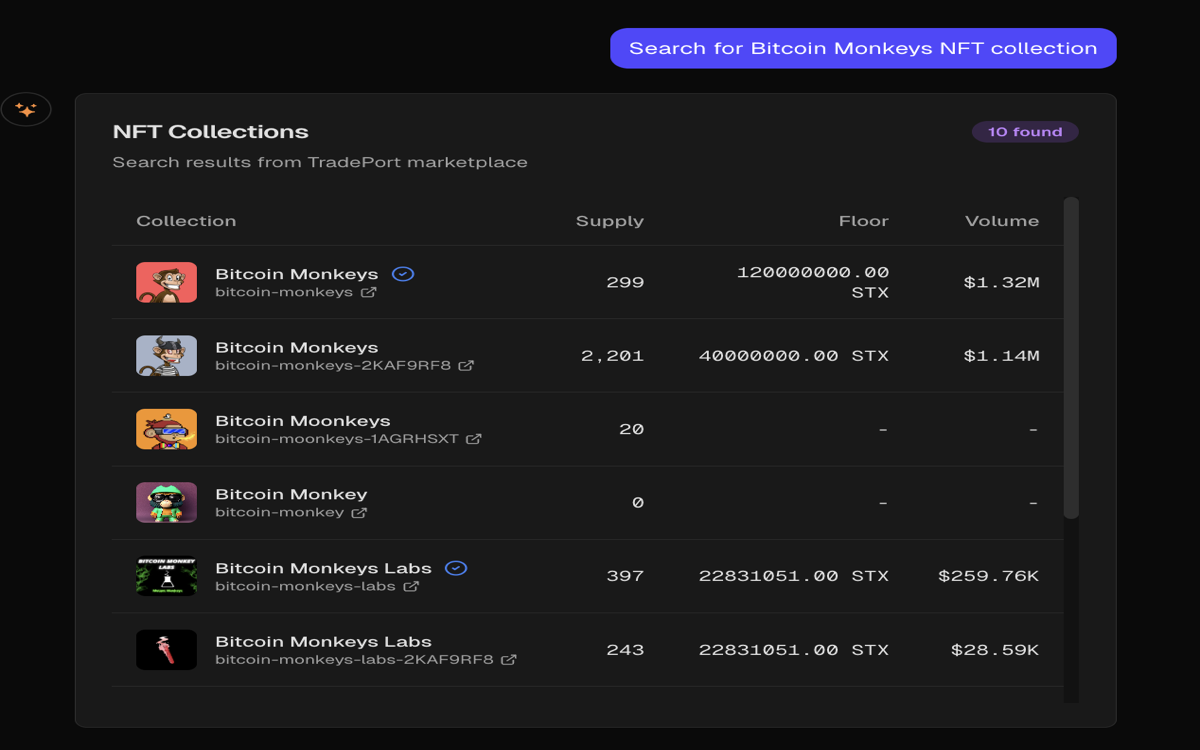 Search for Bitcoin Monkeys NFT collection
NFT Collections
10 found
Search results from TradePort marketplace
Collection Supply Floor Volume
Bitcoin Monkeys
bitcoin-monkeys
299
120000000.00
STX
$1.32M
Bitcoin Monkeys
bitcoin-monkeys-2KAF9RF8
2,201
40000000.00 STX
$1.14M
Bitcoin Moonkeys
bitcoin-moonkeys-1AGRHSXT
20
–
–
Bitcoin Monkey
bitcoin-monkey
0
–
–
BITCOIN MONKEY
LABS
Bitcoin Monkeys Labs
bitcoin-monkeys-labs
397
22831051.00 STX
$259.76K
Bitcoin Monkeys Labs
bitcoin-monkeys-labs-2KAF9RF8
243
22831051.00 STX
$28.59K